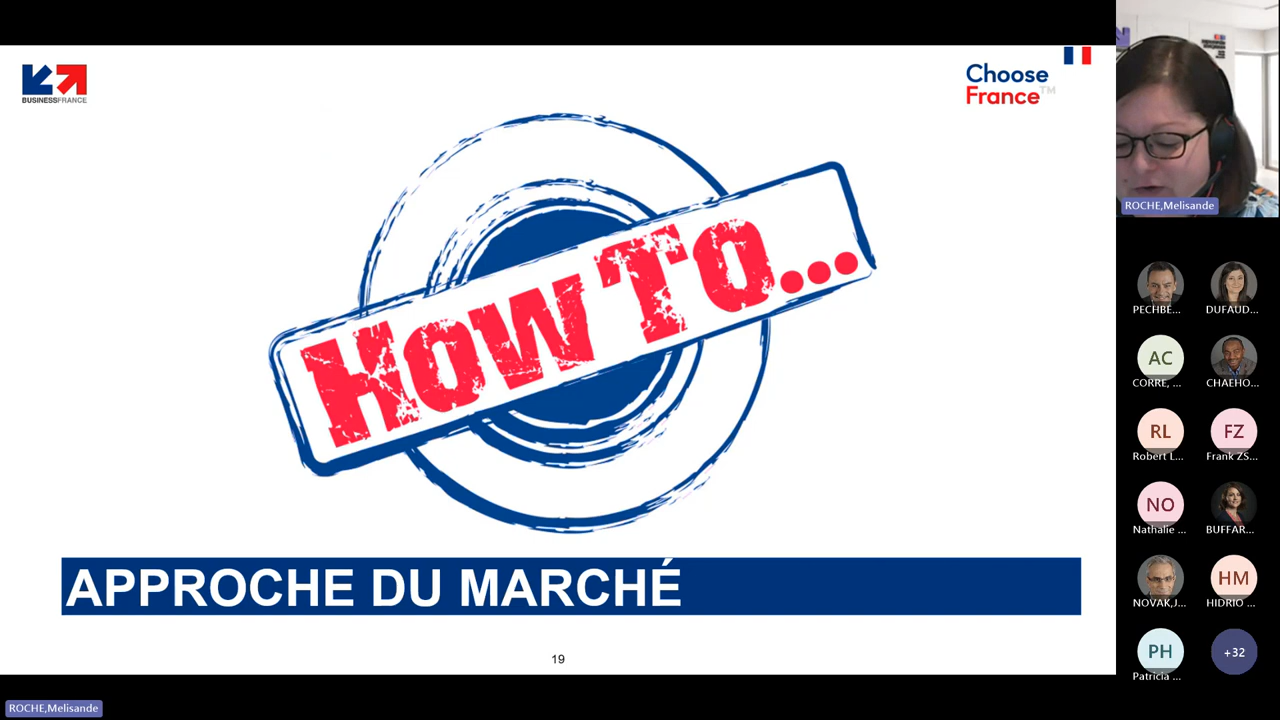 BUSINESSFRANCE
Choose
France™
How To...
APPROCHE DU MARCHÉ
19
ROCHE,Melisande
ROCHE,Melisande
PECHBE...
DUFAUD...
AC
CORRE, ...
CHAEHO...
RL
Robert L...
FZ
Frank ZS...
NO
Nathalie ...
BUFFAR...
NOVAK,J...
HM
HIDRIO ...
PH
Patricia ...
+32